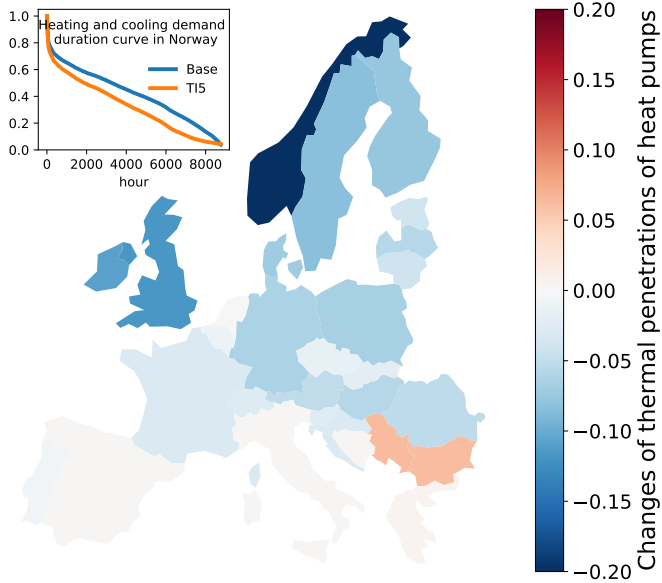 1.0
0.8
0.6
0.4
0.2
0.0
Heating and cooling demand
duration curve in Norway
Base
TI5
0 2000 4000 6000 8000
hour
0.20
0.15
0.10
0.05
0.00
−0.05
−0.10
−0.15
−0.20
Changes of thermal penetrations of heat pumps